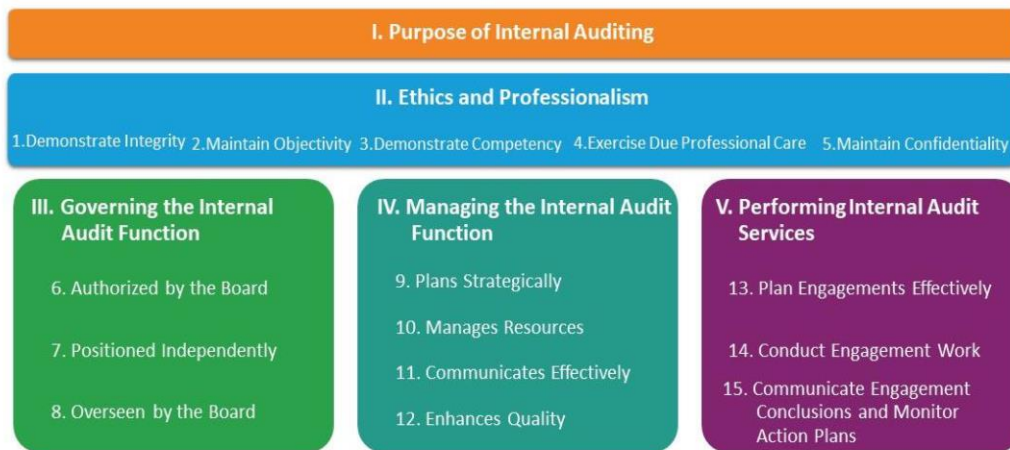 I. Purpose of Internal Auditing
II. Ethics and Professionalism
1.Demonstrate Integrity 2.Maintain Objectivity 3.Demonstrate Competency 4.Exercise Due Professional Care 5.Maintain Confidentiality
III. Governing the Internal
Audit Function
6. Authorized by the Board
7. Positioned Independently
8. Overseen by the Board
IV. Managing the Internal Audit
Function
9. Plans Strategically
10. Manages Resources
11. Communicates Effectively
12. Enhances Quality
V. Performing Internal Audit
Services
13. Plan Engagements Effectively
14. Conduct Engagement Work
15. Communicate Engagement
Conclusions and Monitor
Action Plans